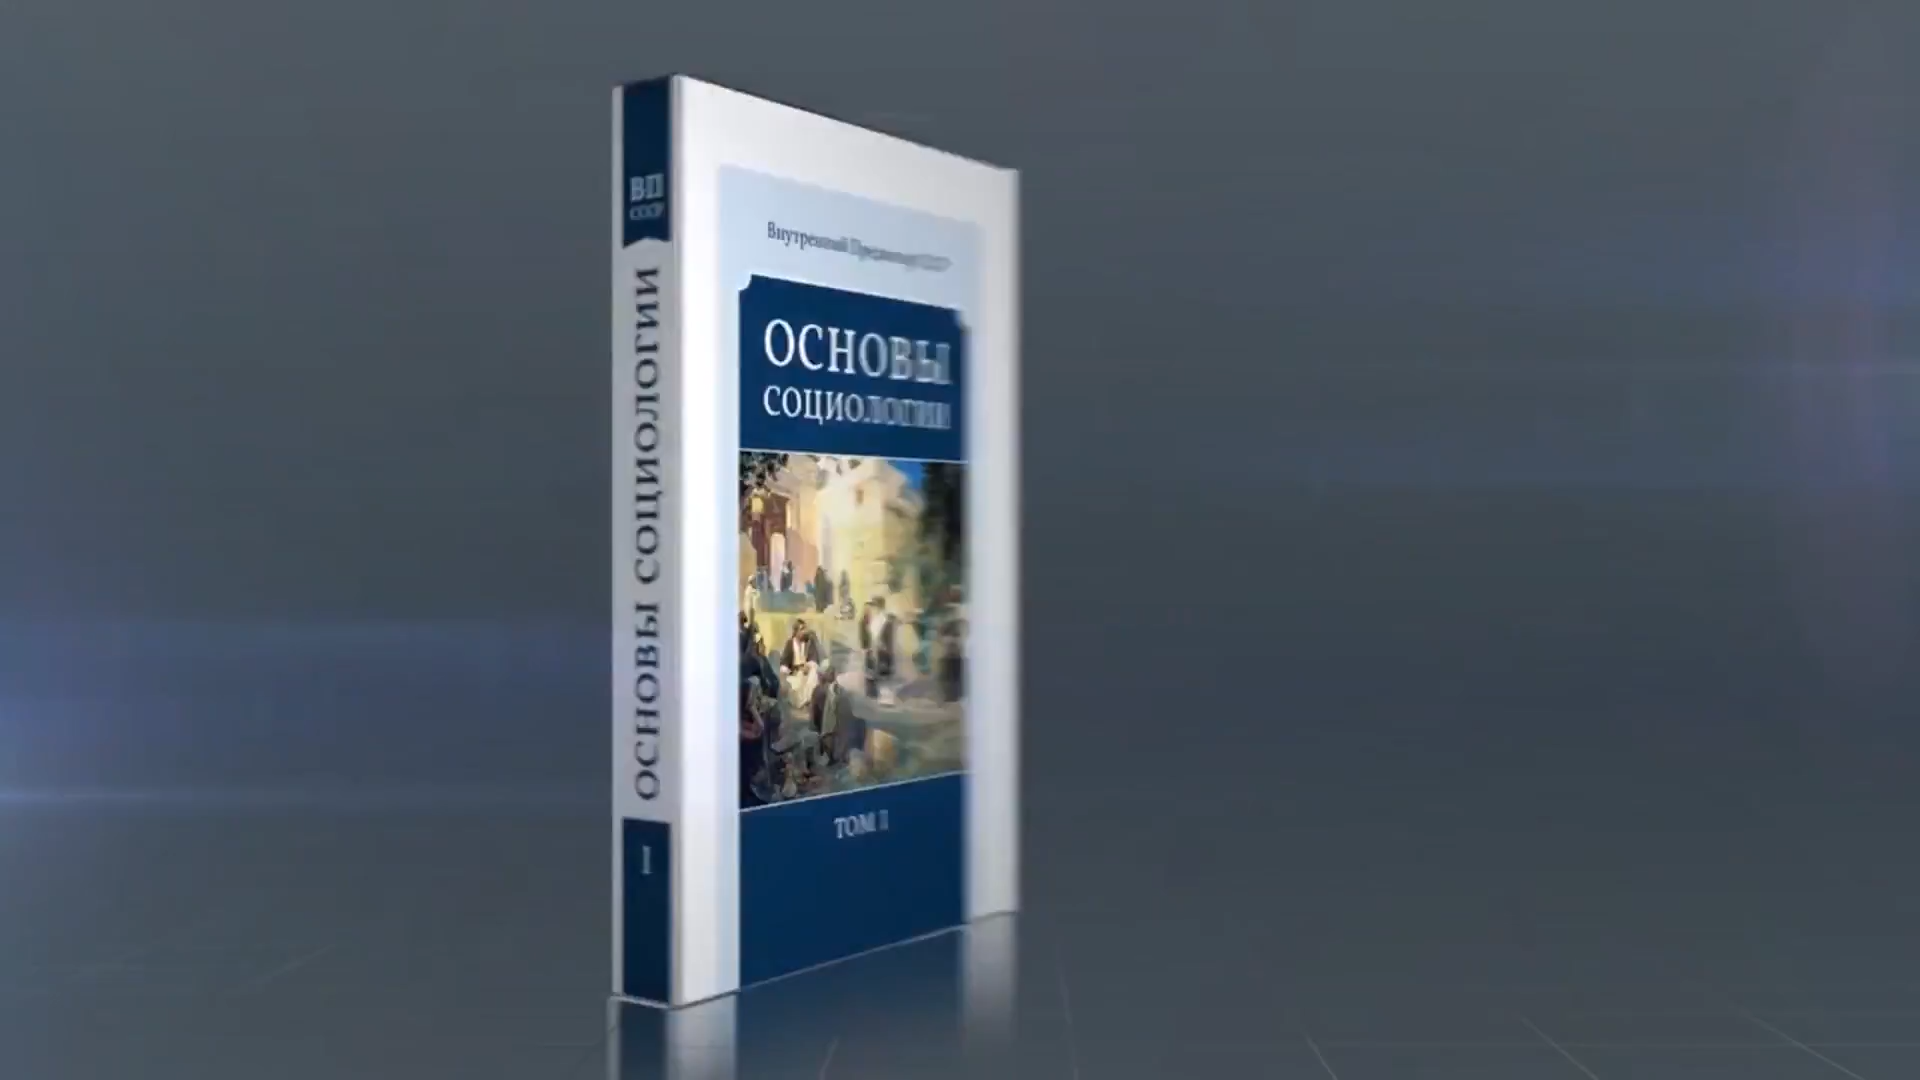 ВП
СССР
ОСНОВЫ СОЦИОЛОГИИ
I
Внутренний Предиктор СССР
ОСНОВЫ
СОЦИОЛОГИИ
ТОМ I